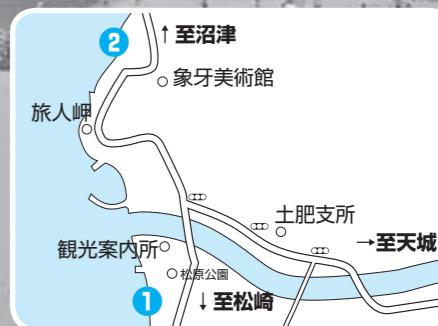 2
↑至沼津
象牙美術館
旅人岬
土肥支所
→至天城
観光案内所
松原公園
1
↓至松崎